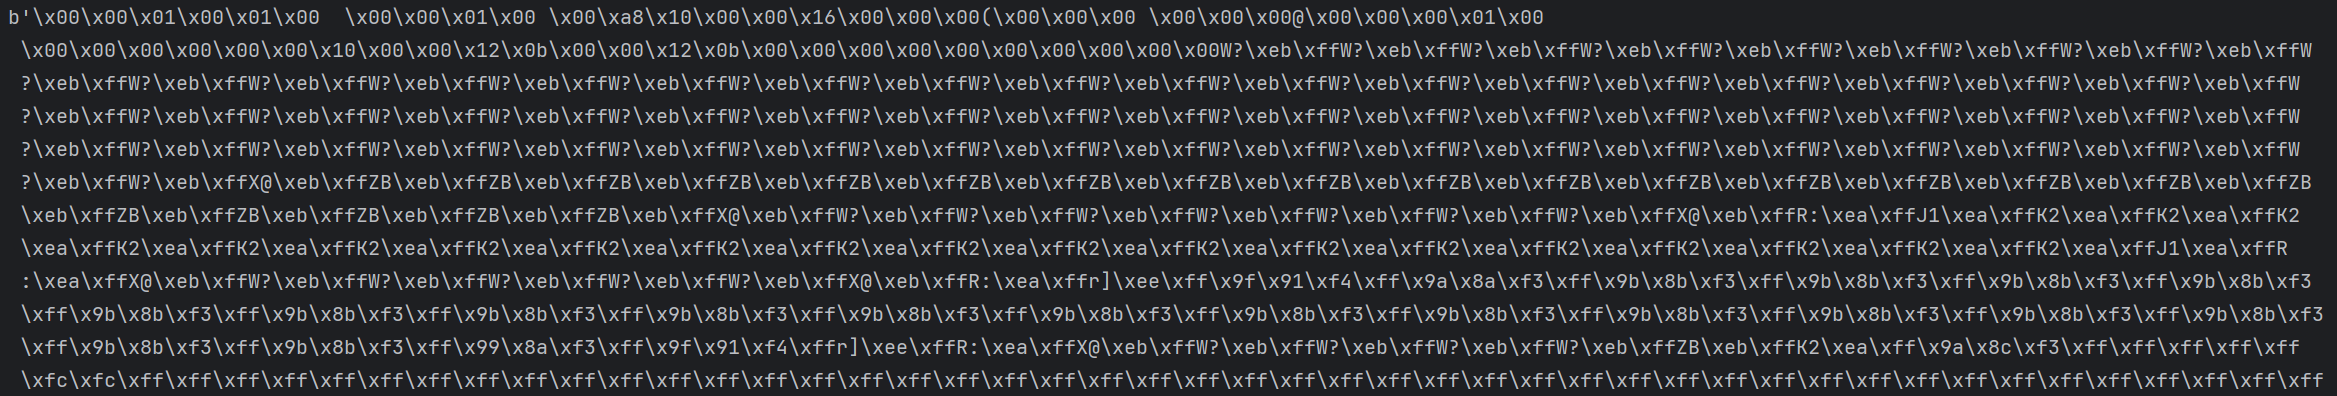 b'\x00\x00\x01\x00\x01\x00  \x00\x00\x01\x00 \x00\xa8\x10\x00\x00\x16\x00\x00\x00(\x00\x00\x00 \x00\x00\x00@\x00\x00\x00\x01\x00
\x00\x00\x00\x00\x00\x00\x10\x00\x00\x12\x0b\x00\x00\x12\x0b\x00\x00\x00\x00\x00\x00\x00\x00\x00\x00W?\xeb\xffW?\xeb\xffW?\xeb\xffW?\xeb\xffW?\xeb\xffW?\xeb\xffW?\xeb\xffW?\xeb\xffW?\xeb\xffW
?\xeb\xffW?\xeb\xffW?\xeb\xffW?\xeb\xffW?\xeb\xffW?\xeb\xffW?\xeb\xffW?\xeb\xffW?\xeb\xffW?\xeb\xffW?\xeb\xffW?\xeb\xffW?\xeb\xffW?\xeb\xffW?\xeb\xffW?\xeb\xffW?\xeb\xffW?\xeb\xffW?\xeb\xffW
?\xeb\xffW?\xeb\xffW?\xeb\xffW?\xeb\xffW?\xeb\xffW?\xeb\xffW?\xeb\xffW?\xeb\xffW?\xeb\xffW?\xeb\xffW?\xeb\xffW?\xeb\xffW?\xeb\xffW?\xeb\xffW?\xeb\xffW?\xeb\xffW?\xeb\xffW?\xeb\xffW?\xeb\xffW
?\xeb\xffW?\xeb\xffW?\xeb\xffW?\xeb\xffW?\xeb\xffW?\xeb\xffW?\xeb\xffW?\xeb\xffW?\xeb\xffW?\xeb\xffW?\xeb\xffW?\xeb\xffW?\xeb\xffW?\xeb\xffW?\xeb\xffW?\xeb\xffW?\xeb\xffW?\xeb\xffW?\xeb\xffW
?\xeb\xffW?\xeb\xffX@\xeb\xffZB\xeb\xffZB\xeb\xffZB\xeb\xffZB\xeb\xffZB\xeb\xffZB\xeb\xffZB\xeb\xffZB\xeb\xffZB\xeb\xffZB\xeb\xffZB\xeb\xffZB\xeb\xffZB\xeb\xffZB\xeb\xffZB\xeb\xffZB\xeb\xffZB
\xeb\xffZB\xeb\xffZB\xeb\xffZB\xeb\xffZB\xeb\xffZB\xeb\xffX@\xeb\xffW?\xeb\xffW?\xeb\xffW?\xeb\xffW?\xeb\xffW?\xeb\xffW?\xeb\xffW?\xeb\xffX@\xeb\xffR:\xea\xffJ1\xea\xffK2\xea\xffK2\xea\xffK2
\xea\xffK2\xea\xffK2\xea\xffK2\xea\xffK2\xea\xffK2\xea\xffK2\xea\xffK2\xea\xffK2\xea\xffK2\xea\xffK2\xea\xffK2\xea\xffK2\xea\xffK2\xea\xffK2\xea\xffK2\xea\xffK2\xea\xffK2\xea\xffJ1\xea\xffR
:\xea\xffX@\xeb\xffW?\xeb\xffW?\xeb\xffW?\xeb\xffW?\xeb\xffW?\xeb\xffX@\xeb\xffR:\xea\xffr]\xee\xff\x9f\x91\xf4\xff\x9a\x8a\xf3\xff\x9b\x8b\xf3\xff\x9b\x8b\xf3\xff\x9b\x8b\xf3\xff\x9b\x8b\xf3
\xff\x9b\x8b\xf3\xff\x9b\x8b\xf3\xff\x9b\x8b\xf3\xff\x9b\x8b\xf3\xff\x9b\x8b\xf3\xff\x9b\x8b\xf3\xff\x9b\x8b\xf3\xff\x9b\x8b\xf3\xff\x9b\x8b\xf3\xff\x9b\x8b\xf3\xff\x9b\x8b\xf3\xff\x9b\x8b\xf3
\xff\x9b\x8b\xf3\xff\x9b\x8b\xf3\xff\x99\x8a\xf3\xff\x9f\x91\xf4\xffr]\xee\xffR:\xea\xffX@\xeb\xffW?\xeb\xffW?\xeb\xffW?\xeb\xffW?\xeb\xffZB\xeb\xffK2\xea\xff\x9a\x8c\xf3\xff\xff\xff\xff\xff
\xfc\xfc\xff\xff\xff\xff\xff\xff\xff\xff\xff\xff\xff\xff\xff\xff\xff\xff\xff\xff\xff\xff\xff\xff\xff\xff\xff\xff\xff\xff\xff\xff\xff\xff\xff\xff\xff\xff\xff\xff\xff\xff\xff\xff\xff\xff\xff\xff